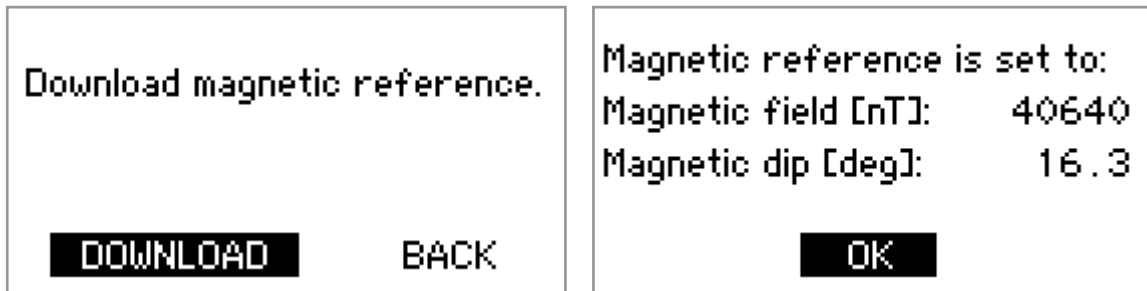 Download magnetic reference.
DOWNLOAD BACK
Magnetic reference is set to:
Magnetic field [nT]: 40640
Magnetic dip [deg]: 16.3
OK